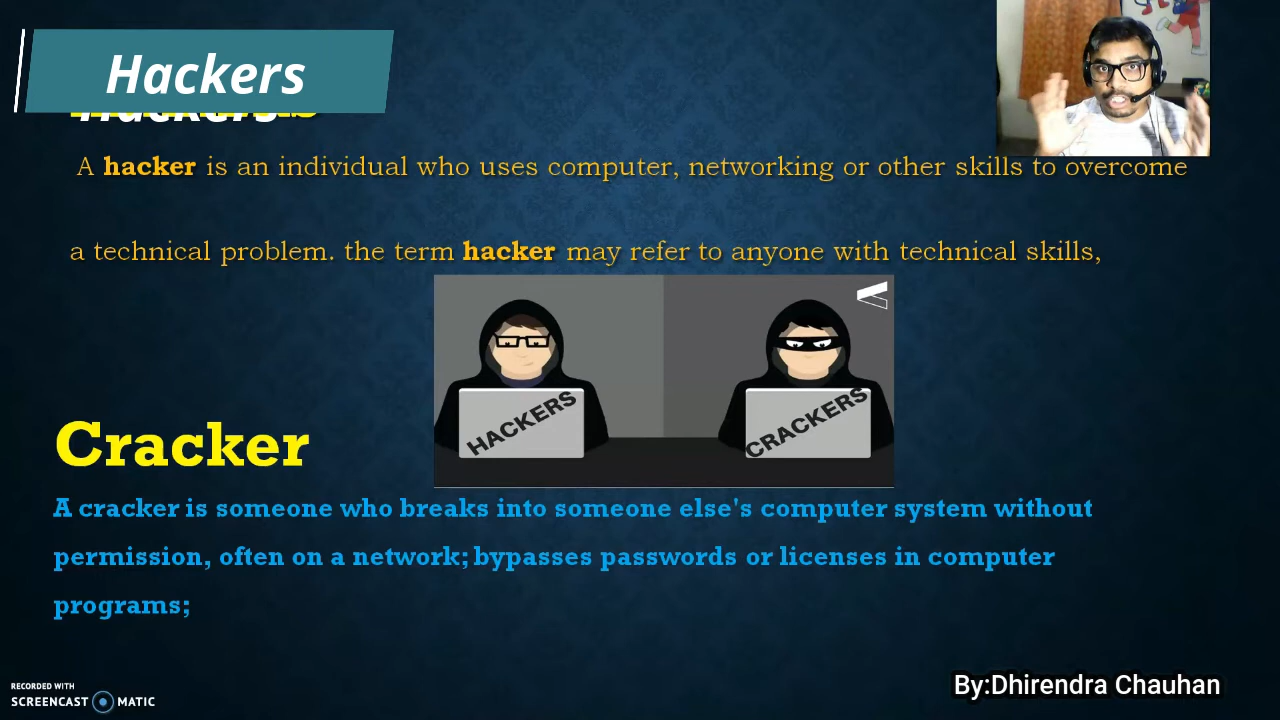 Hackers
Hackers
A hacker is an individual who uses computer, networking or other skills to overcome
a technical problem. the term hacker may refer to anyone with technical skills,
HACKERS
CRACKERS
Cracker
A cracker is someone who breaks into someone else's computer system without
permission, often on a network; bypasses passwords or licenses in computer
programs;
RECORDED WITH
SCREENCAST MATIC
By:Dhirendra Chauhan